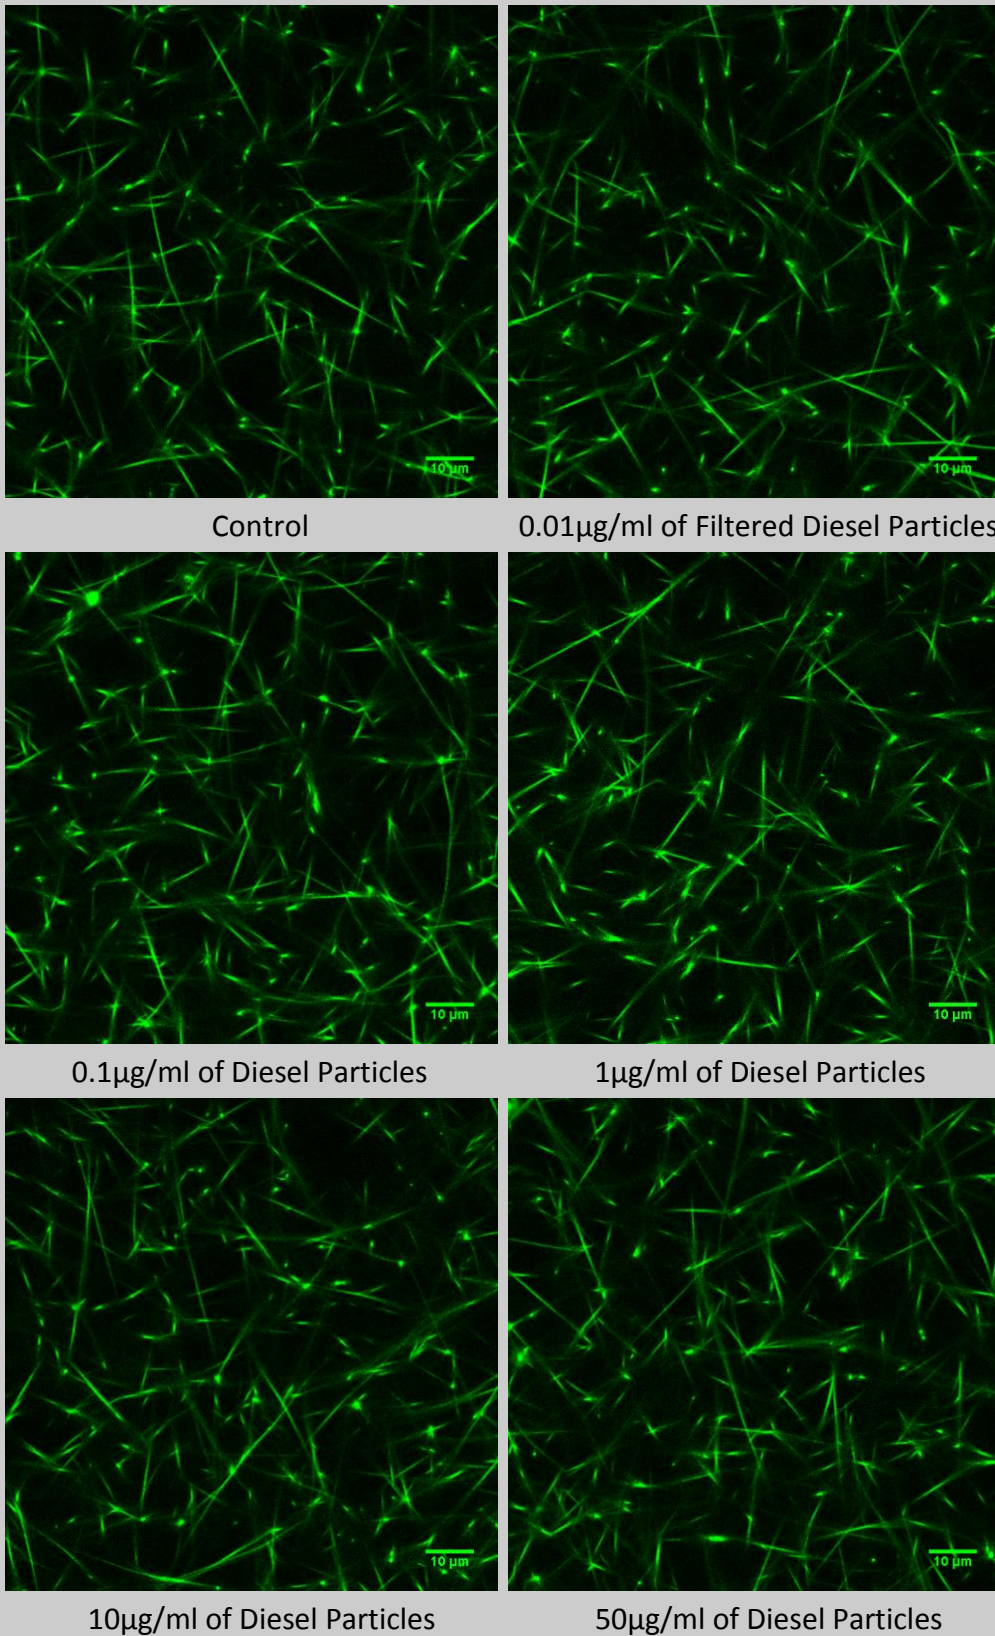 10 µm
10 µm
Control
0.01µg/ml of Filtered Diesel Particles
10 µm
10 µm
0.1µg/ml of Diesel Particles
1µg/ml of Diesel Particles
10 µm
10 µm
10µg/ml of Diesel Particles
50µg/ml of Diesel Particles